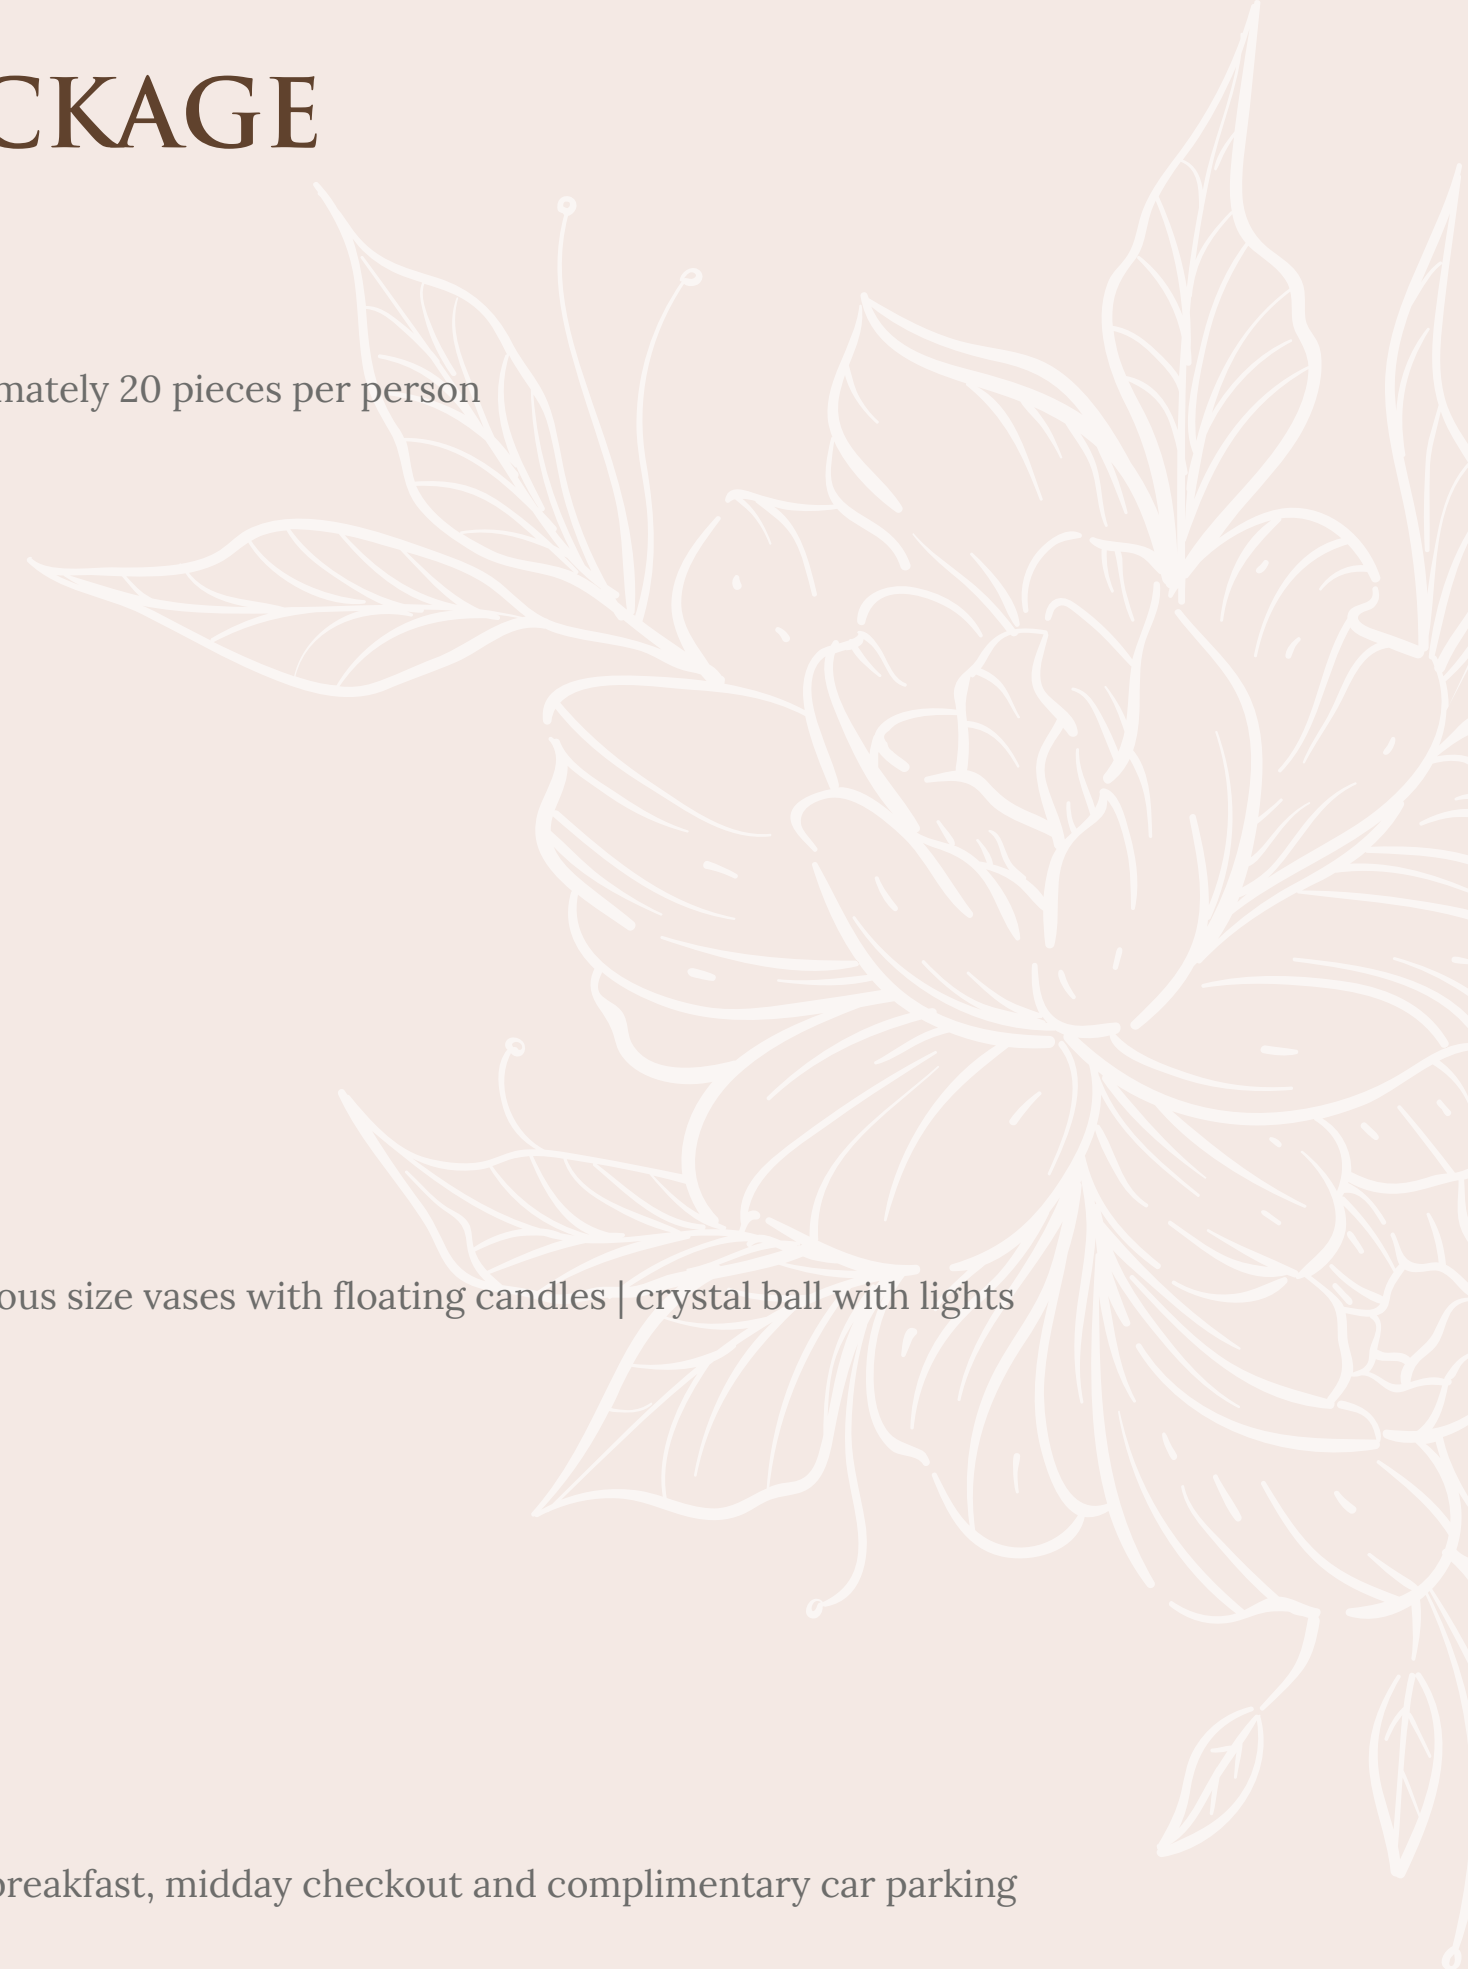 CKAGE
mately 20 pieces per person
ous size vases with floating candles | crystal ball with lights
breakfast, midday checkout and complimentary car parking